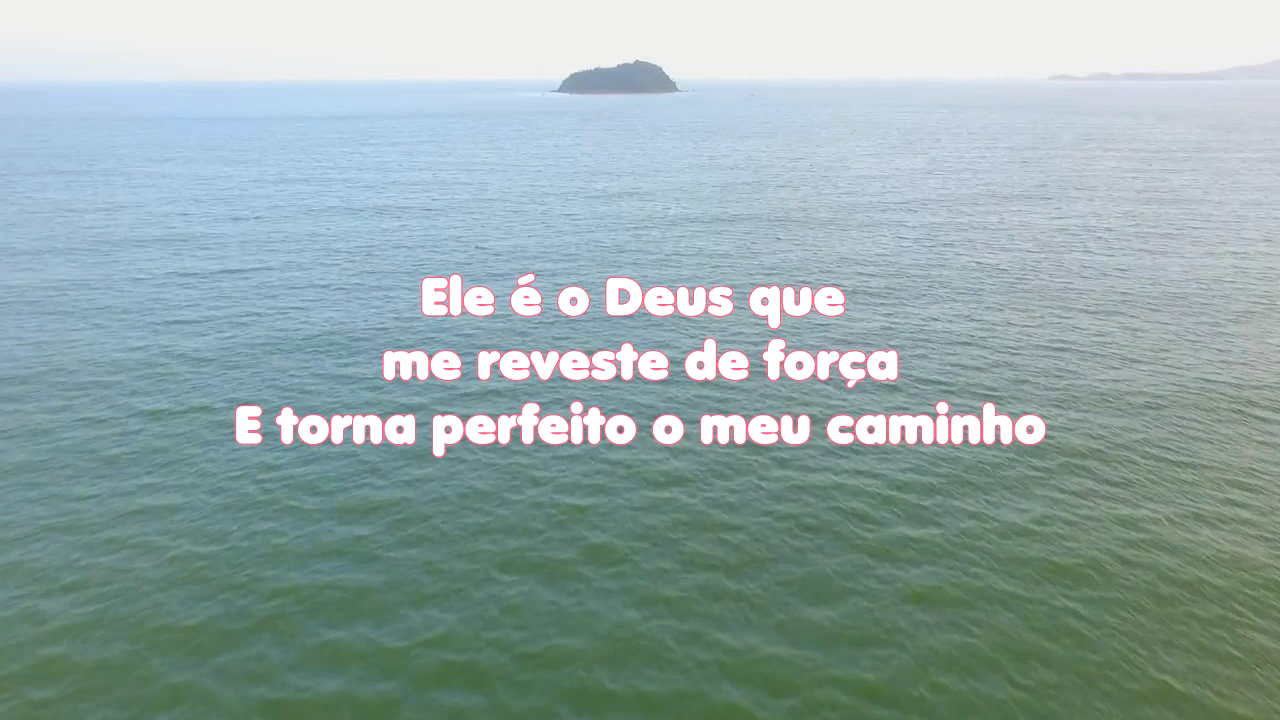 Ele é o Deus que
me reveste de força
E torna perfeito o meu caminho